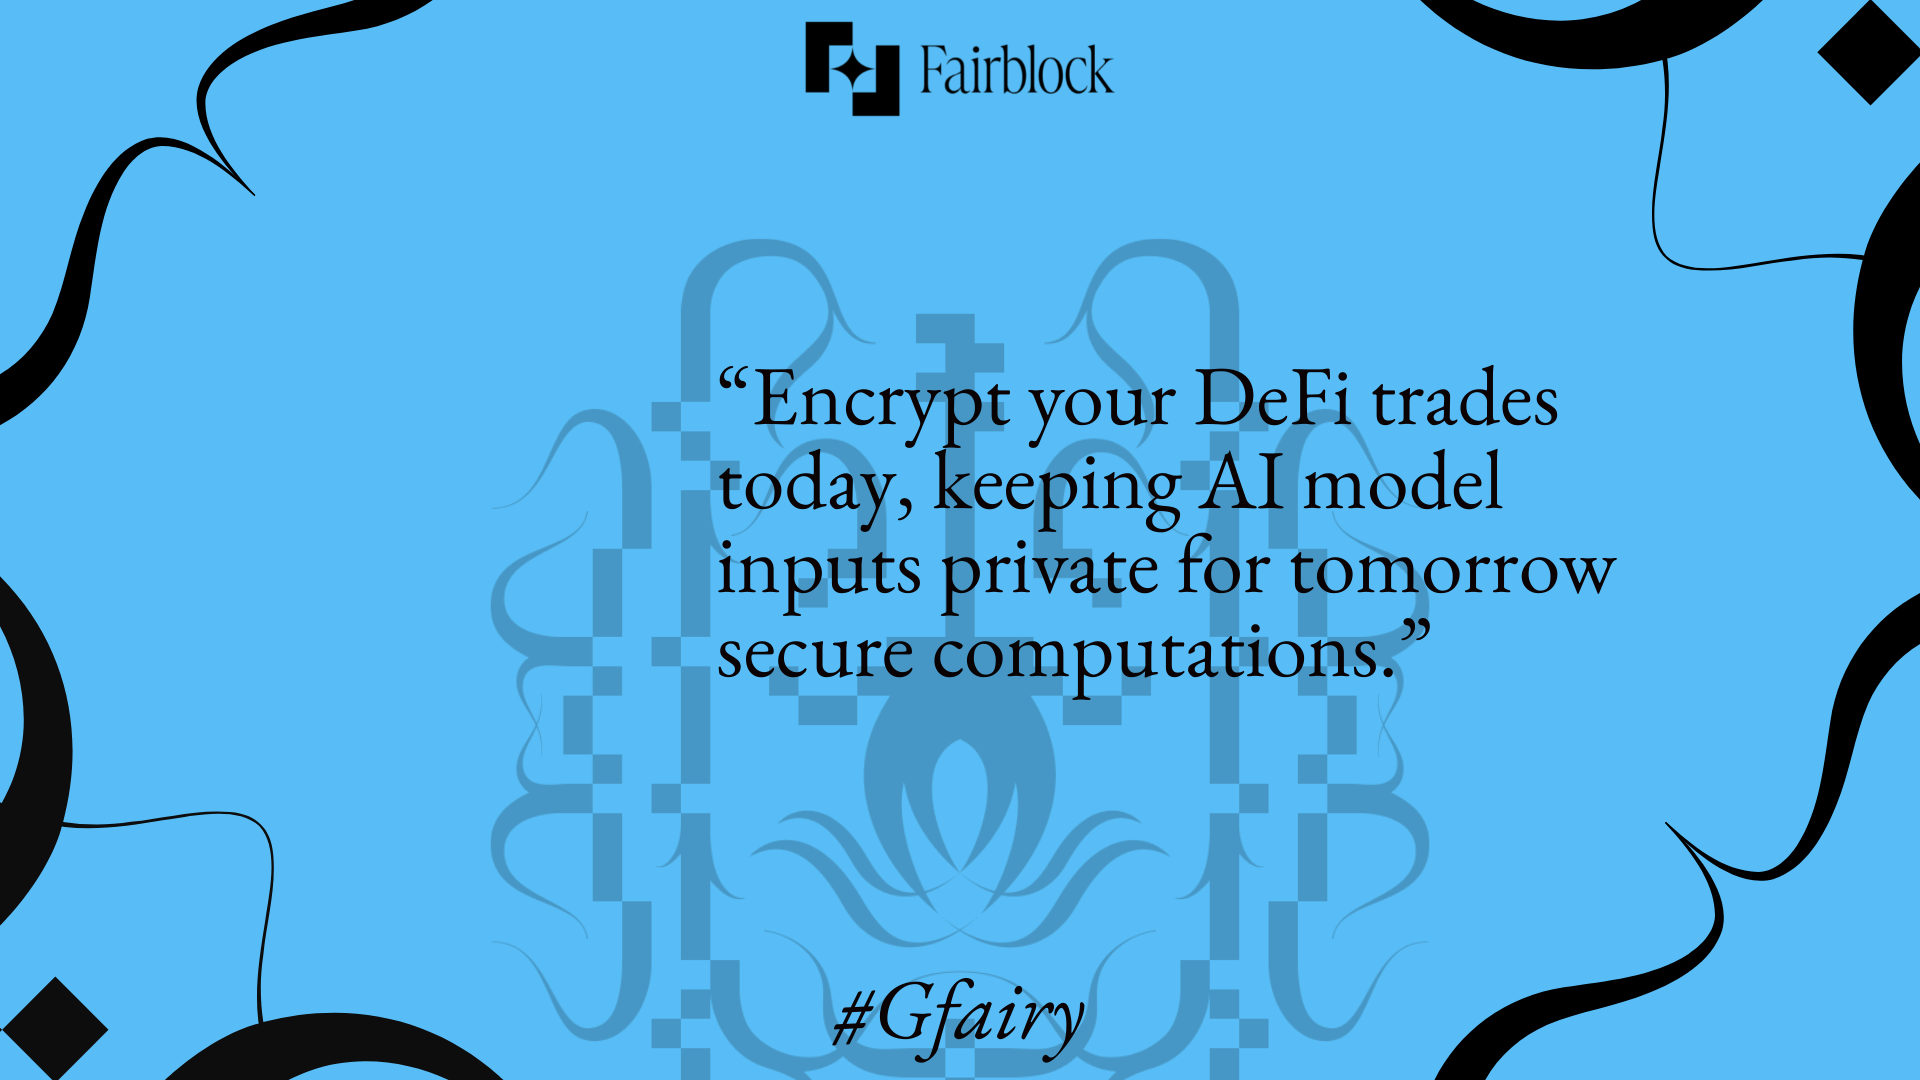 Fairblock
“Encrypt your DeFi trades
today, keeping AI model
inputs private for tomorrow
secure computations.”
#Gfairy